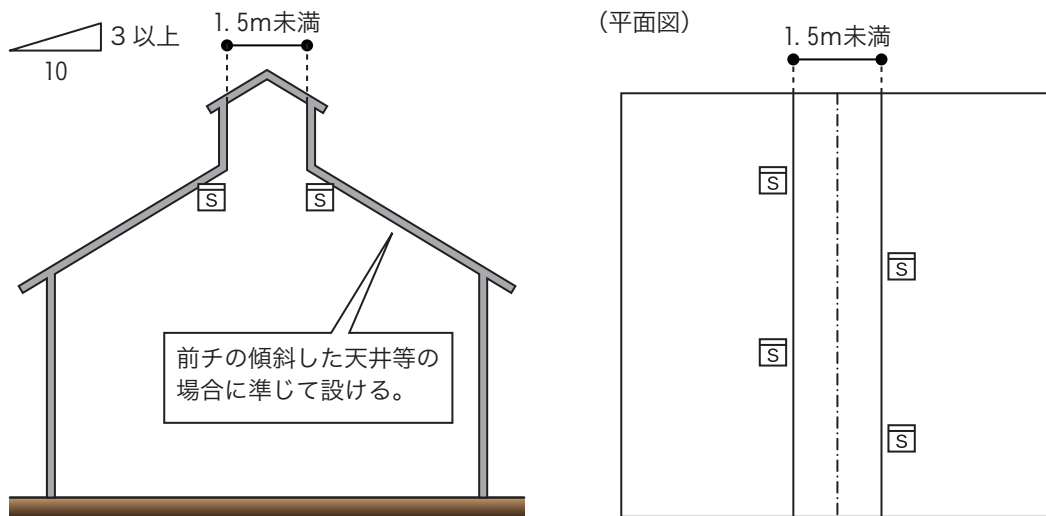 1. 5m未満
3 以上
10
S
S
前チの傾斜した天井等の
場合に準じて設ける。
（平面図）
1. 5m未満
S
S
S
S